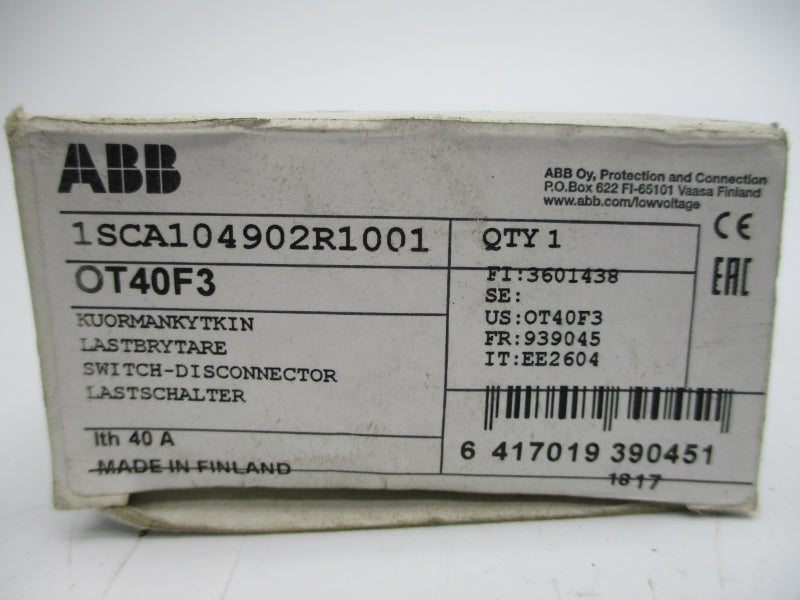 ABB
ABB Oy, Protection and Connection
P.O.Box 622 FI-65101 Vaasa Finland
www.abb.com/lowvoltage
1SCA104902R1001
QTY 1
CE
EAC
OT40F3
FI:3601438
SE:
US:OT40F3
FR:939045
IT:EE2604
KUORMANKYTKIN
LASTBRYTARE
SWITCH-DISCONNECTOR
LASTSCHALTER
Ith 40 A
MADE IN FINLAND
6 417019 390451
1817